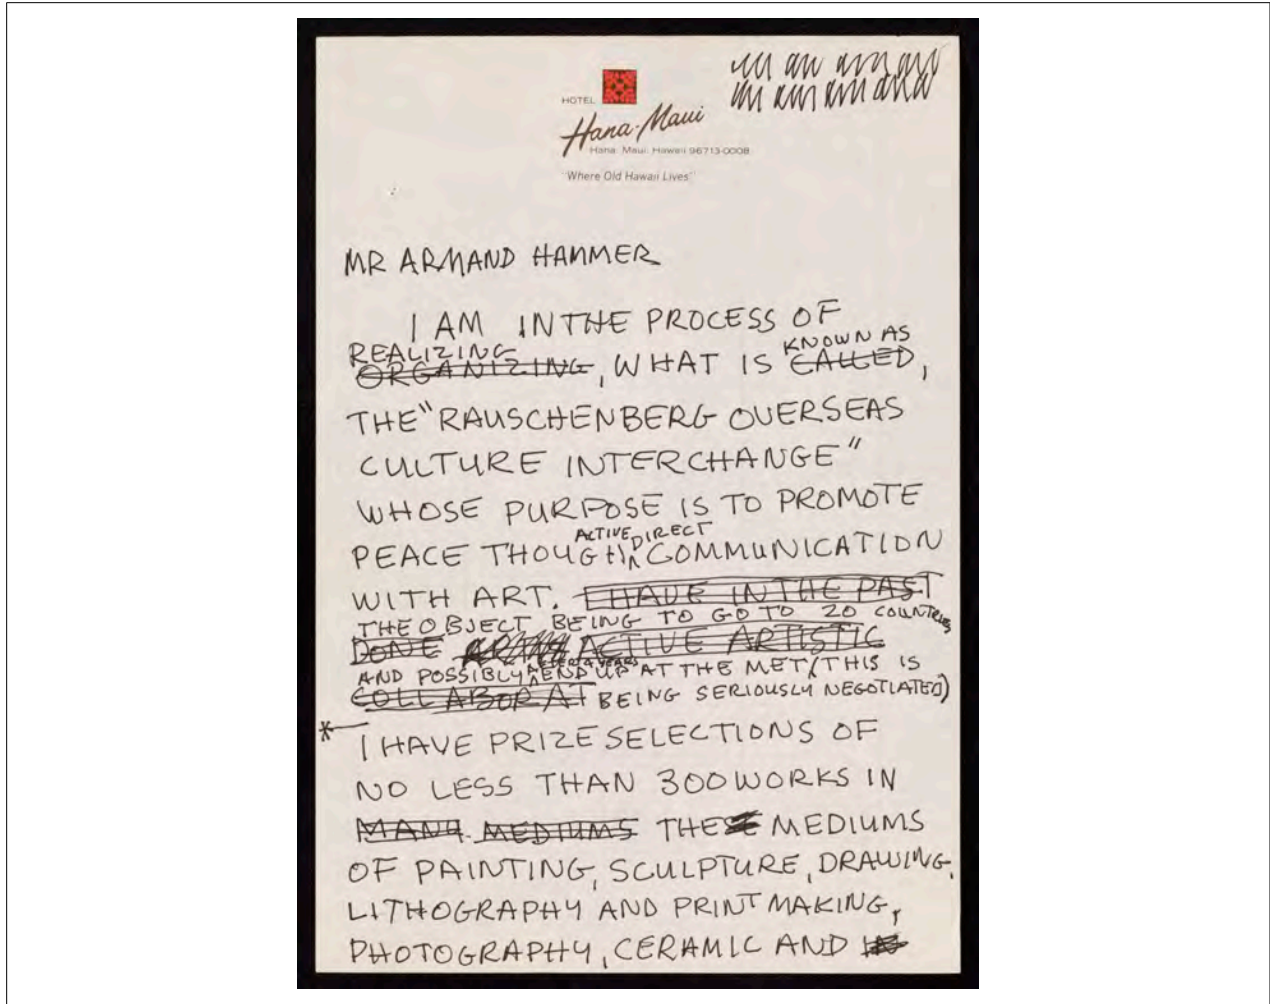 HOTEL
Hana-Maui
Hana, Maui, Hawaii 96713-0008
"Where Old Hawaii Lives"
MR ARMAND HAMMER
I AM IN THE PROCESS OF
REALIZING KNOWN AS
ORGANIZING, WHAT IS CALLED,
THE "RAUSCHENBERG OVERSEAS
CULTURE INTERCHANGE"
WHOSE PURPOSE IS TO PROMOTE
ACTIVE DIRECT
PEACE THOUGH COMMUNICATION
WITH ART. I HAVE IN THE PAST
THE OBJECT BEING TO GO TO 20 COUNTRIES
DONE ACTIVE ARTISTIC
AFTER 4 YEARS
AND POSSIBLY END UP AT THE MET (THIS IS
COLLABORAT BEING SERIOUSLY NEGOTIATED)
* I HAVE PRIZE SELECTIONS OF
NO LESS THAN 300 WORKS IN
MANY MEDIUMS THE MEDIUMS
OF PAINTING, SCULPTURE, DRAWING,
LITHOGRAPHY AND PRINT MAKING,
PHOTOGRAPHY, CERAMIC AND